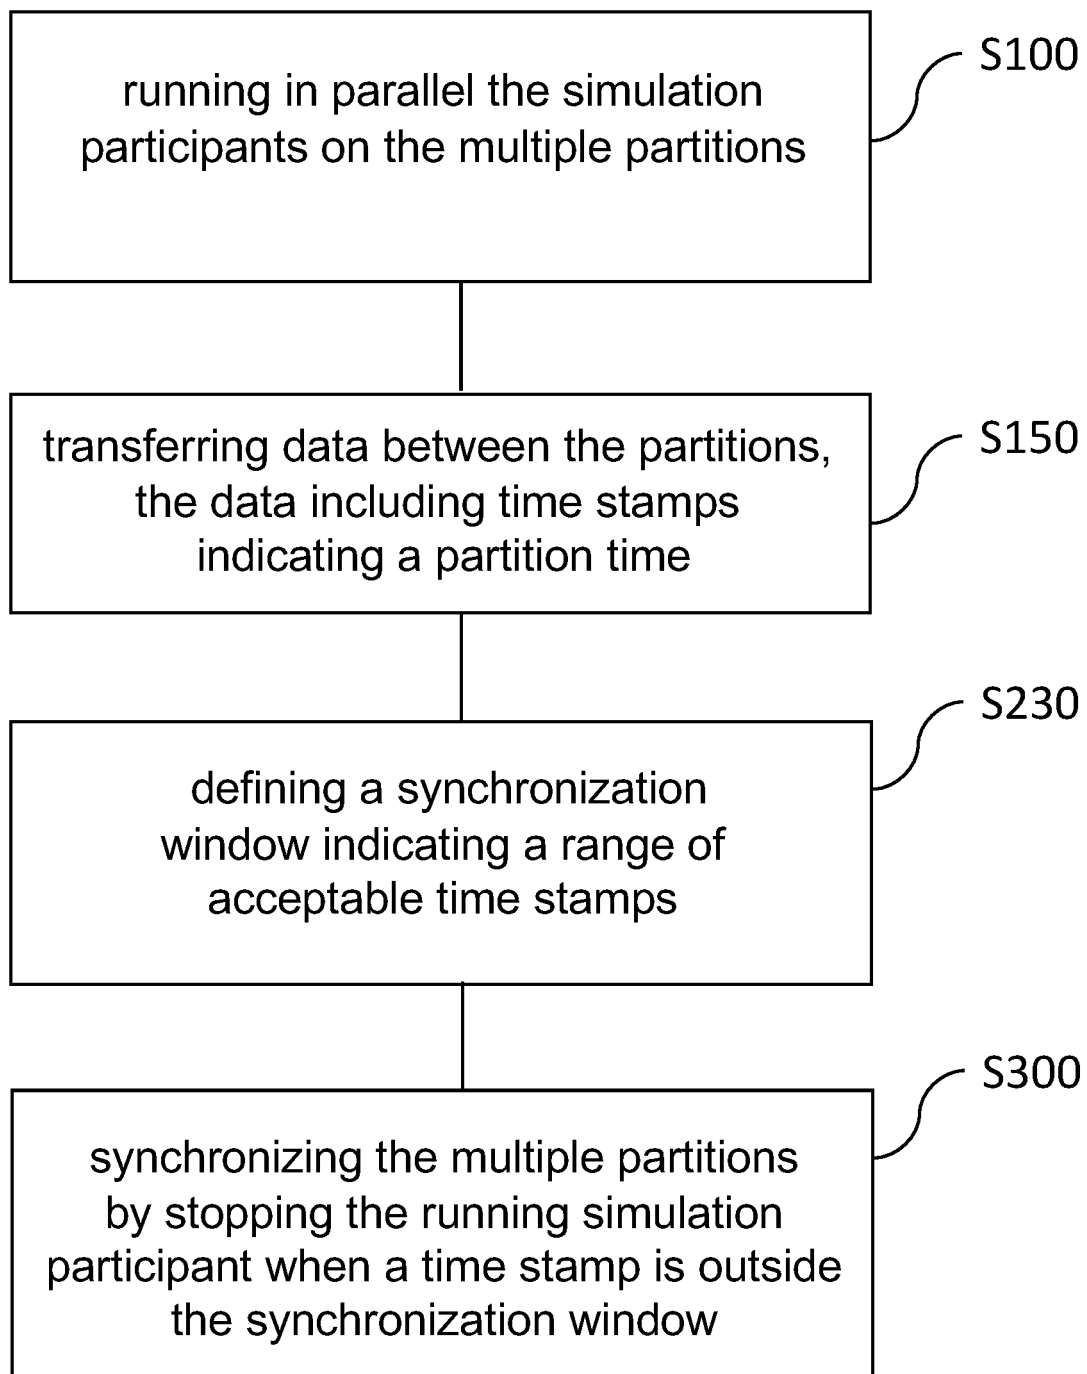 running in parallel the simulation
participants on the multiple partitions
S100
transferring data between the partitions,
the data including time stamps
indicating a partition time
S150
defining a synchronization
window indicating a range of
acceptable time stamps
S230
synchronizing the multiple partitions
by stopping the running simulation
participant when a time stamp is outside
the synchronization window
S300